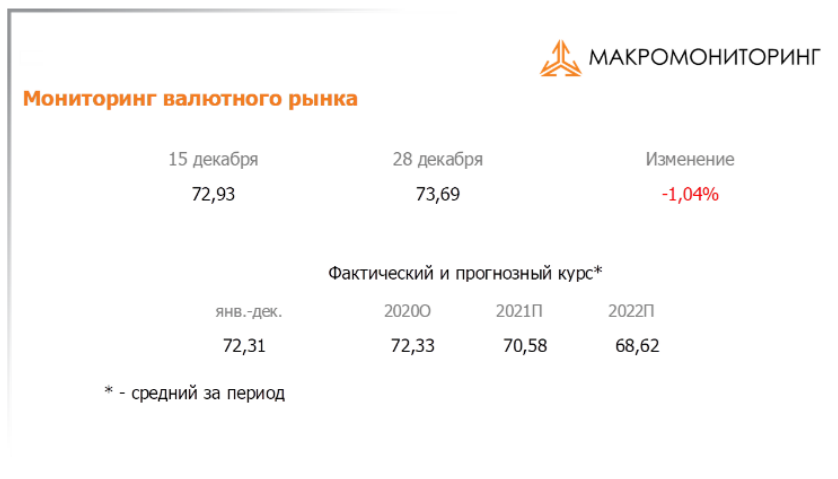 МАКРОМОНИТОРИНГ
Мониторинг валютного рынка
15 декабря 28 декабря Изменение
72,93 73,69 -1,04%
Фактический и прогнозный курс*
янв.-дек. 2020О 2021П 2022П
72,31 72,33 70,58 68,62
* - средний за период